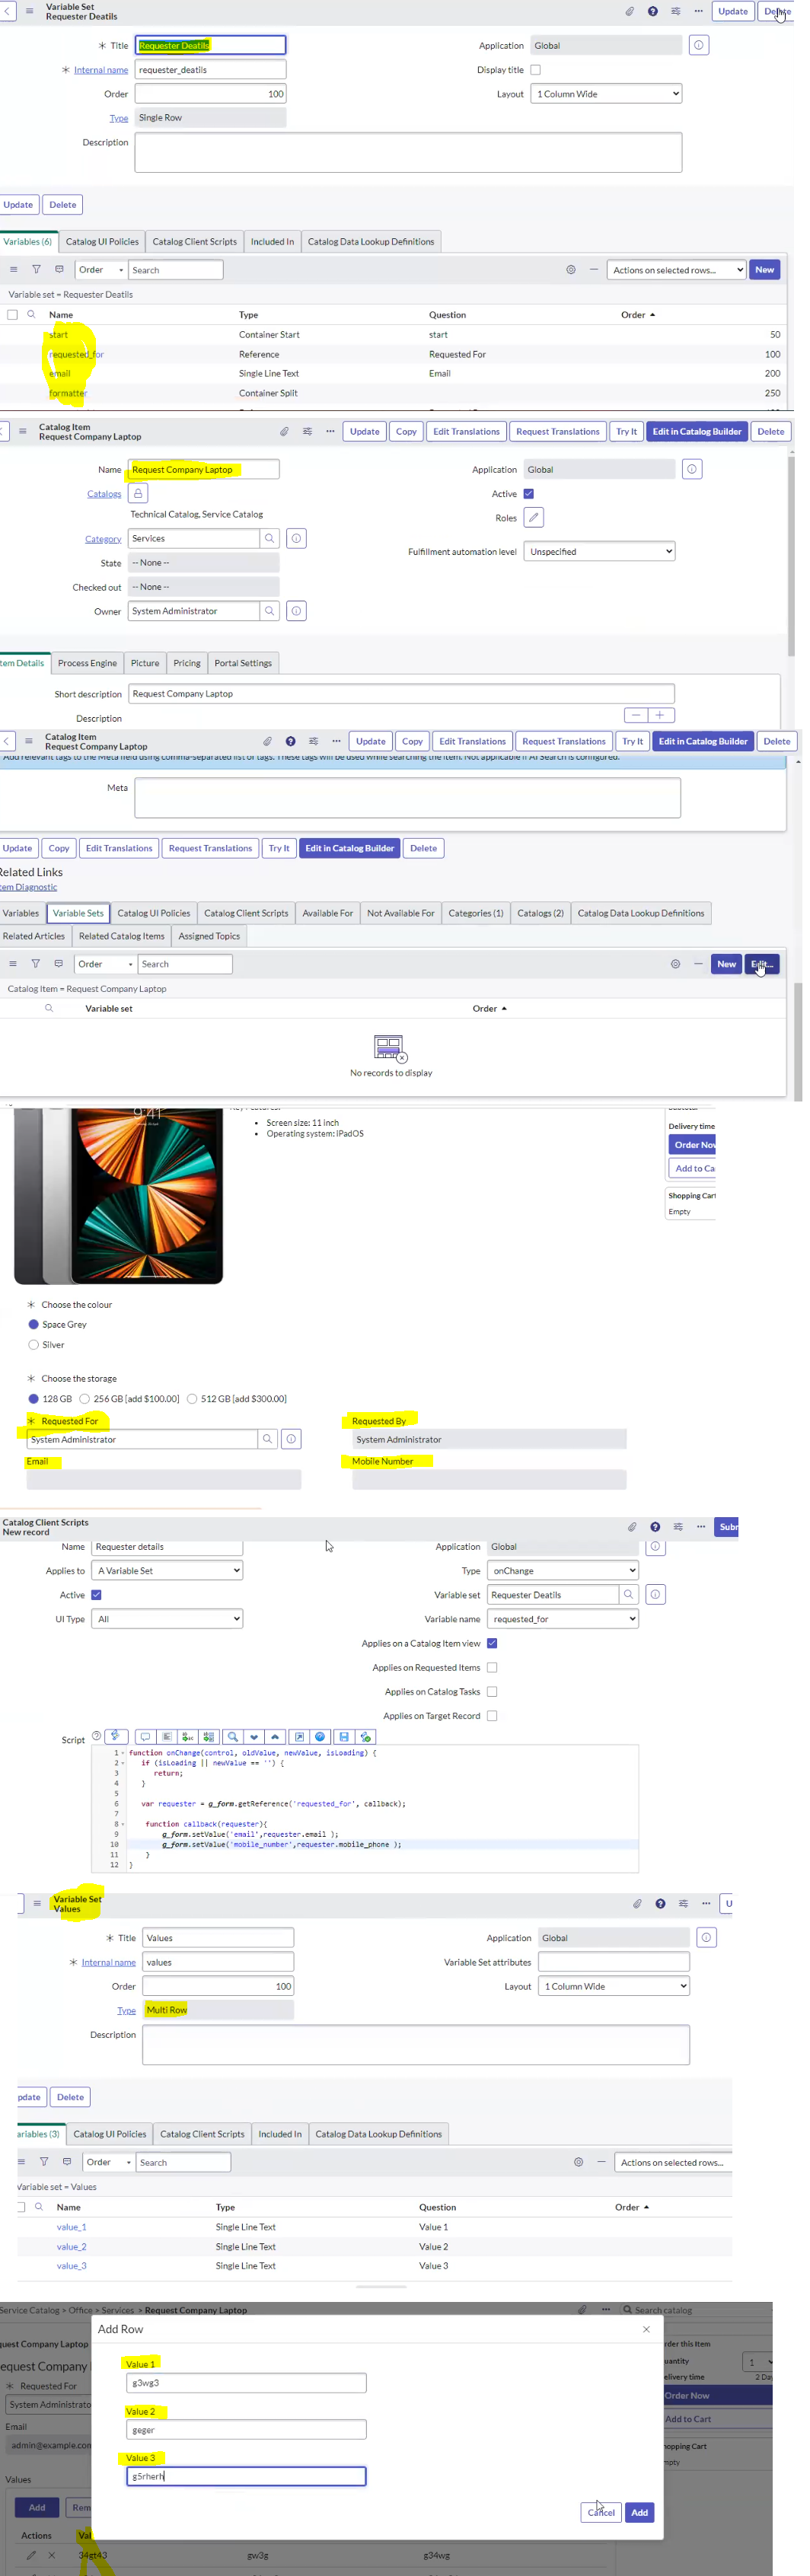 Variable Set
Requester Deatils
Update
Delete
Title
Requester Deatils
Application
Global
Internal name
requester_deatils
Display title
Order
100
Layout
1 Column Wide
Type
Single Row
Description
Update
Delete
Variables (6)
Catalog UI Policies
Catalog Client Scripts
Included In
Catalog Data Lookup Definitions
Order
Search
Actions on selected rows...
New
Variable set = Requester Deatils
Name Type Question Order
start Container Start start 50
requested_for Reference Requested For 100
email Single Line Text Email 200
formatter Container Split 250
Catalog Item
Request Company Laptop
Update
Copy
Edit Translations
Request Translations
Try It
Edit in Catalog Builder
Delete
Name
Request Company Laptop
Application
Global
Catalogs
Active
Technical Catalog, Service Catalog
Roles
Category
Services
Fulfillment automation level
Unspecified
State
-- None --
Checked out
-- None --
Owner
System Administrator
tem Details
Process Engine
Picture
Pricing
Portal Settings
Short description
Request Company Laptop
Description
Catalog Item
Request Company Laptop
Update
Copy
Edit Translations
Request Translations
Try It
Edit in Catalog Builder
Delete
Add relevant tags to the Meta field using comma-separated list of tags. These tags will be used while searching the item. Not applicable if AI Search is configured.
Meta
Update
Copy
Edit Translations
Request Translations
Try It
Edit in Catalog Builder
Delete
Related Links
tem Diagnostic
Variables
Variable Sets
Catalog UI Policies
Catalog Client Scripts
Available For
Not Available For
Categories (1)
Catalogs (2)
Catalog Data Lookup Definitions
Related Articles
Related Catalog Items
Assigned Topics
Order
Search
New
Edit...
Catalog Item = Request Company Laptop
Variable set Order
No records to display
9:41
Screen size: 11 inch
Operating system: IPadOS
Delivery time
Order Now
Add to Ca
Shopping Cart
Empty
Choose the colour
Space Grey
Silver
Choose the storage
128 GB
256 GB [add $100.00]
512 GB [add $300.00]
Requested For
Requested By
System Administrator
System Administrator
Email
Mobile Number
Catalog Client Scripts
New record
Subm
Name
Requester details
Application
Global
Applies to
A Variable Set
Type
onChange
Active
Variable set
Requester Deatils
UI Type
All
Variable name
requested_for
Applies on a Catalog Item view
Applies on Requested Items
Applies on Catalog Tasks
Applies on Target Record
Script
1 function onChange(control, oldValue, newValue, isLoading) {
2 if (isLoading || newValue == '') {
3 return;
4 }
5
6 var requester = g_form.getReference('requested_for', callback);
7
8 function callback(requester){
9 g_form.setValue('email',requester.email );
10 g_form.setValue('mobile_number',requester.mobile_phone );
11 }
12 }
Variable Set
Values
U
Title
Values
Application
Global
Internal name
values
Variable Set attributes
Order
100
Layout
1 Column Wide
Type
Multi Row
Description
pdate
Delete
ariables (3)
Catalog UI Policies
Catalog Client Scripts
Included In
Catalog Data Lookup Definitions
Order
Search
Actions on selected rows...
Variable set = Values
Name Type Question Order
value_1 Single Line Text Value 1
value_2 Single Line Text Value 2
value_3 Single Line Text Value 3
Service Catalog > Office > Services > Request Company Laptop
Search catalog
Add Row
quest Company Laptop
rder this Item
Value 1
uantity
1
equest Company
g3wg3
elivery time
2 Day
Requested For
Order Now
System Administrato
Value 2
Add to Cart
Email
geger
hopping Cart
admin@example.com
mpty
Value 3
Values
g5rherh
Add
Rem
Cancel
Add
Actions
Val
34gt43 gw3g g34wg